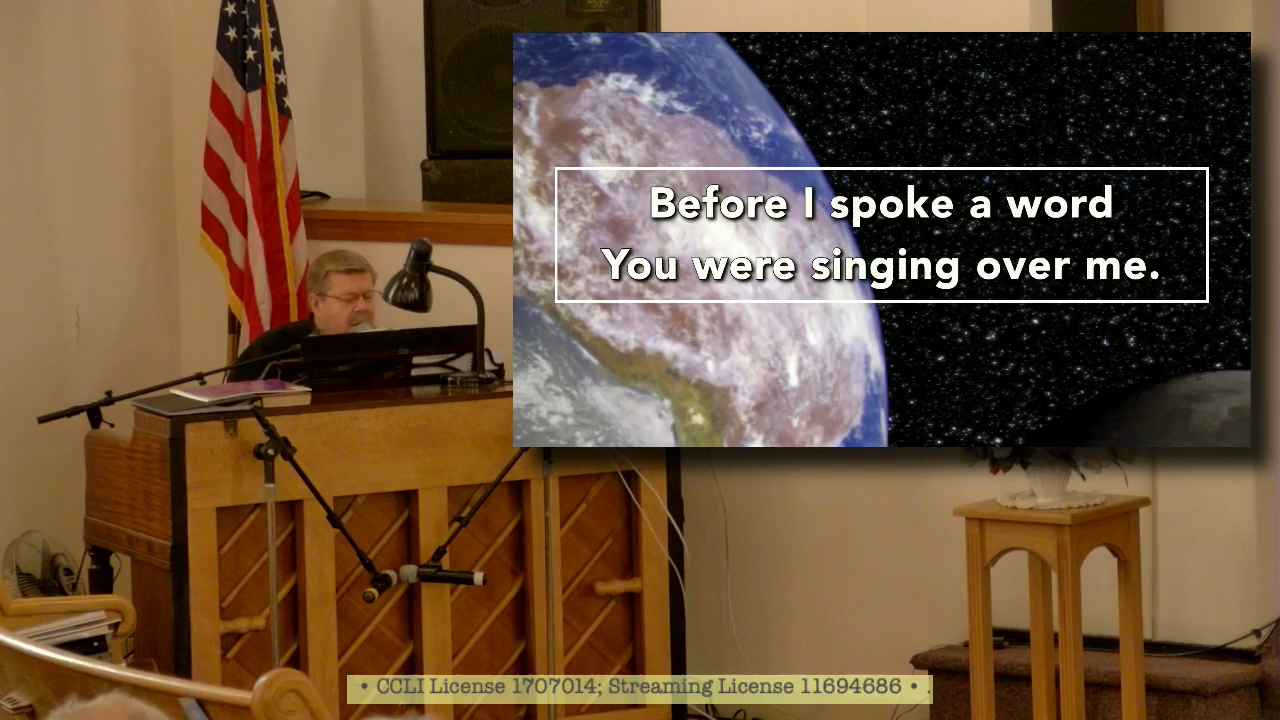 Before I spoke a word
You were singing over me.
• CCLI License 1707014; Streaming License 11694686 • .